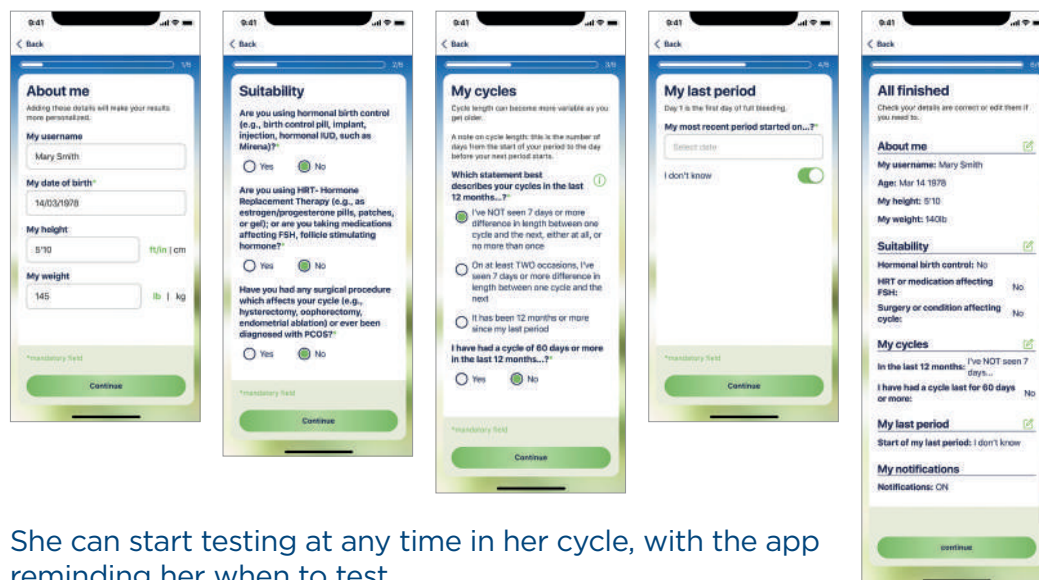 9:41
Back
1/6
About me
Adding these details will make your results
more personalized.
My username
Mary Smith
My date of birth*
14/03/1978
My height
5'10
ft/in | cm
My weight
145
lb | kg
*mandatory field
Continue
9:41
Back
2/6
Suitability
Are you using hormonal birth control
(e.g., birth control pill, implant,
injection, hormonal IUD, such as
Mirena)?*
Yes No
Are you using HRT- Hormone
Replacement Therapy (e.g., as
estrogen/progesterone pills, patches,
or gel); or are you taking medications
affecting FSH, follicle stimulating
hormone?*
Yes No
Have you had any surgical procedure
which affects your cycle (e.g.,
hysterectomy, oophorectomy,
endometrial ablation) or ever been
diagnosed with PCOS?*
Yes No
*mandatory field
Continue
9:41
Back
3/6
My cycles
Cycle length can become more variable as you
get older.
A note on cycle length: this is the number of
days from the start of your period to the day
before your next period starts.
Which statement best
describes your cycles in the last
12 months...?*
I've NOT seen 7 days or more
difference in length between one
cycle and the next, either at all, or
no more than once
On at least TWO occasions, I've
seen 7 days or more difference in
length between one cycle and the
next
It has been 12 months or more
since my last period
I have had a cycle of 60 days or more
in the last 12 months...?*
Yes No
*mandatory field
Continue
9:41
Back
4/6
My last period
Day 1 is the first day of full bleeding.
My most recent period started on...?*
Select date
I don't know
*mandatory field
Continue
9:41
Back
6/6
All finished
Check your details are correct or edit them if
you need to.
About me
My username: Mary Smith
Age: Mar 14 1978
My height: 5'10
My weight: 140lb
Suitability
Hormonal birth control: No
HRT or medication affecting
FSH: No
Surgery or condition affecting
cycle: No
My cycles
In the last 12 months: I've NOT seen 7
days...
I have had a cycle last for 60 days
or more: No
My last period
Start of my last period: I don't know
My notifications
Notifications: ON
continue
She can start testing at any time in her cycle, with the app
reminding her when to test